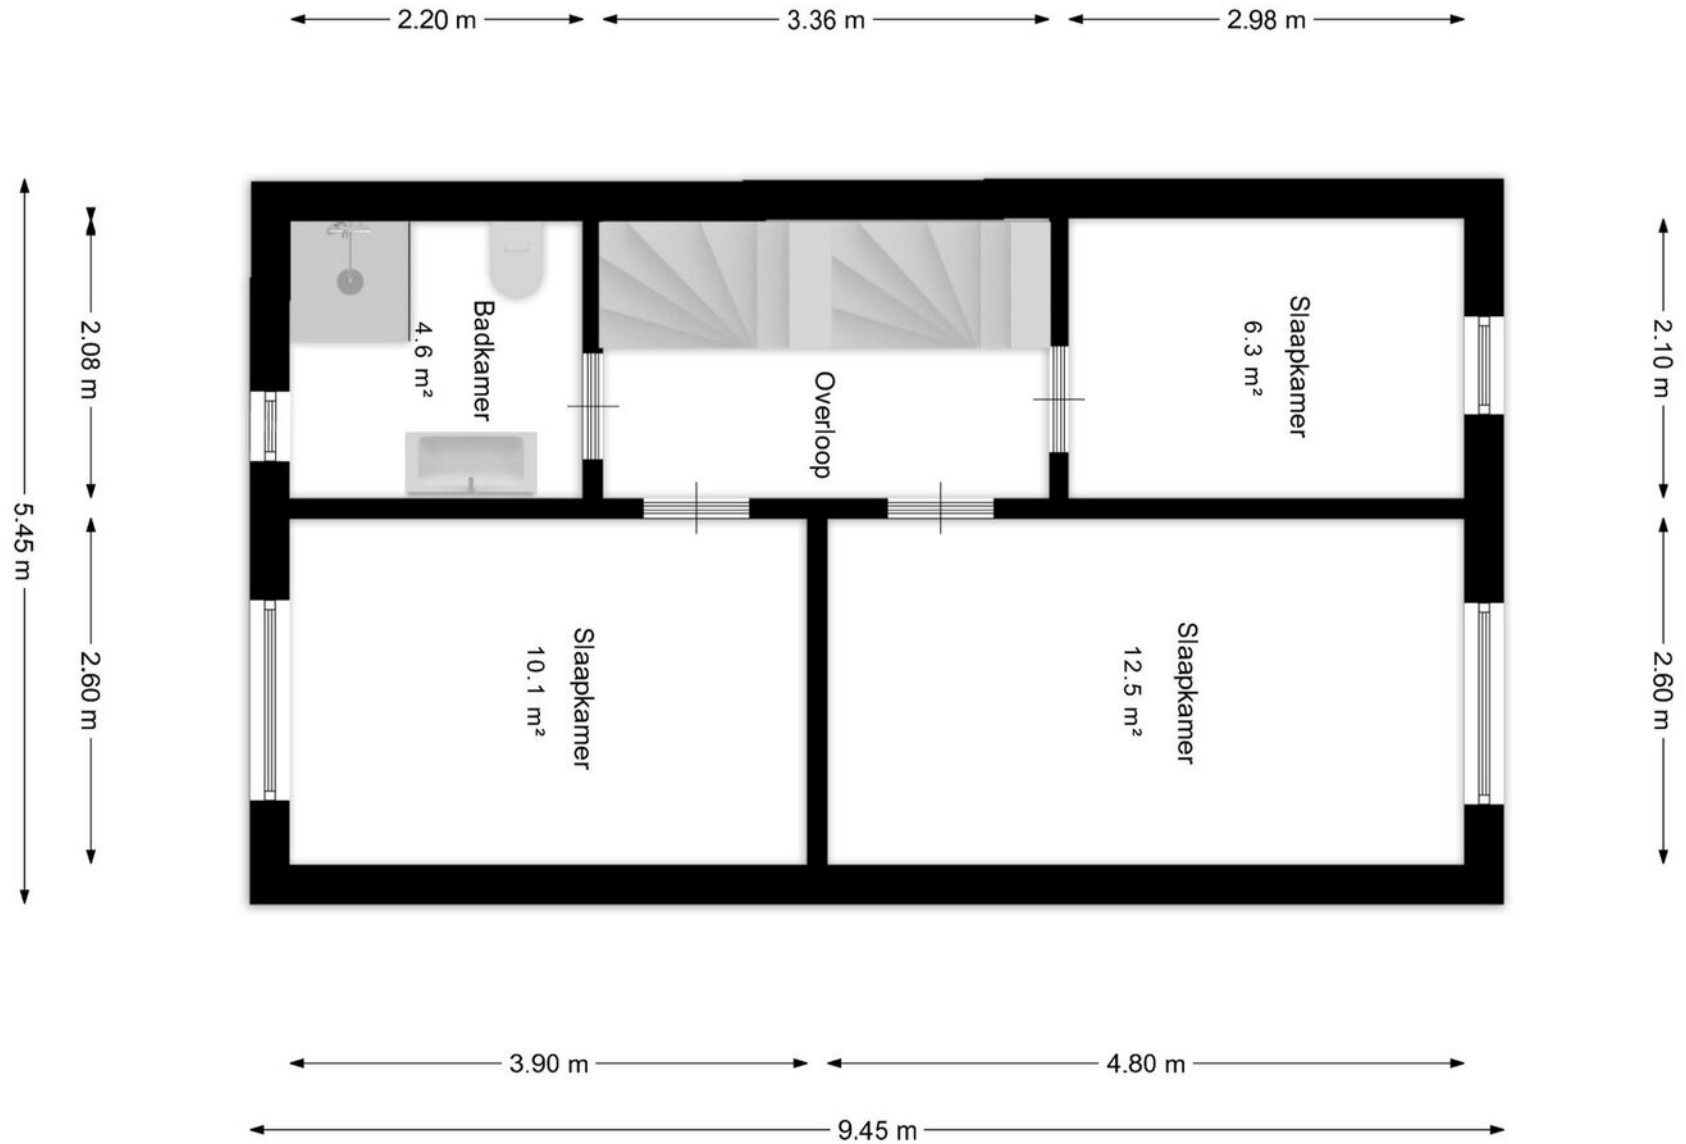 2.20 m
3.36 m
2.98 m
5.45 m
2.08 m
2.60 m
Badkamer
4.6 m²
Overloop
Slaapkamer
6.3 m²
2.10 m
2.60 m
Slaapkamer
10.1 m²
Slaapkamer
12.5 m²
3.90 m
4.80 m
9.45 m